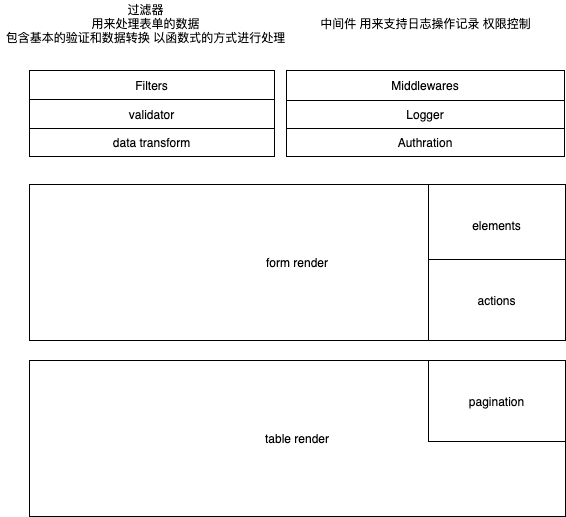 过滤器
用来处理表单的数据
包含基本的验证和数据转换 以函数式的方式进行处理
中间件 用来支持日志操作记录 权限控制
Filters
validator
data transform
Middlewares
Logger
Authration
form render
elements
actions
table render
pagination